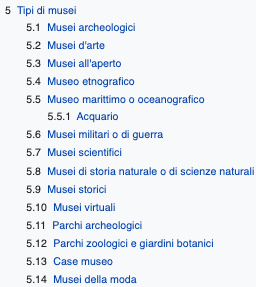 5 Tipi di musei
5.1 Musei archeologici
5.2 Musei d'arte
5.3 Musei all'aperto
5.4 Museo etnografico
5.5 Museo marittimo o oceanografico
5.5.1 Acquario
5.6 Musei militari o di guerra
5.7 Musei scientifici
5.8 Musei di storia naturale o di scienze naturali
5.9 Musei storici
5.10 Musei virtuali
5.11 Parchi archeologici
5.12 Parchi zoologici e giardini botanici
5.13 Case museo
5.14 Musei della moda